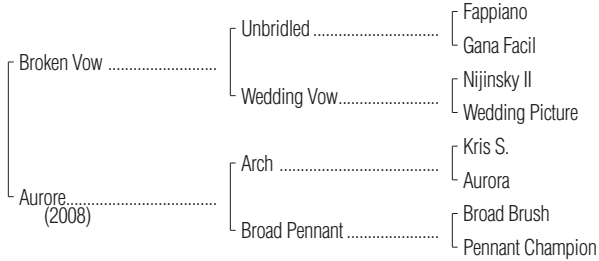 Fappiano
Unbridled
Gana Facil
Broken Vow
Nijinsky II
Wedding Vow
Wedding Picture
Kris S.
Arch
Aurora
Aurore
(2008)
Broad Brush
Broad Pennant
Pennant Champion